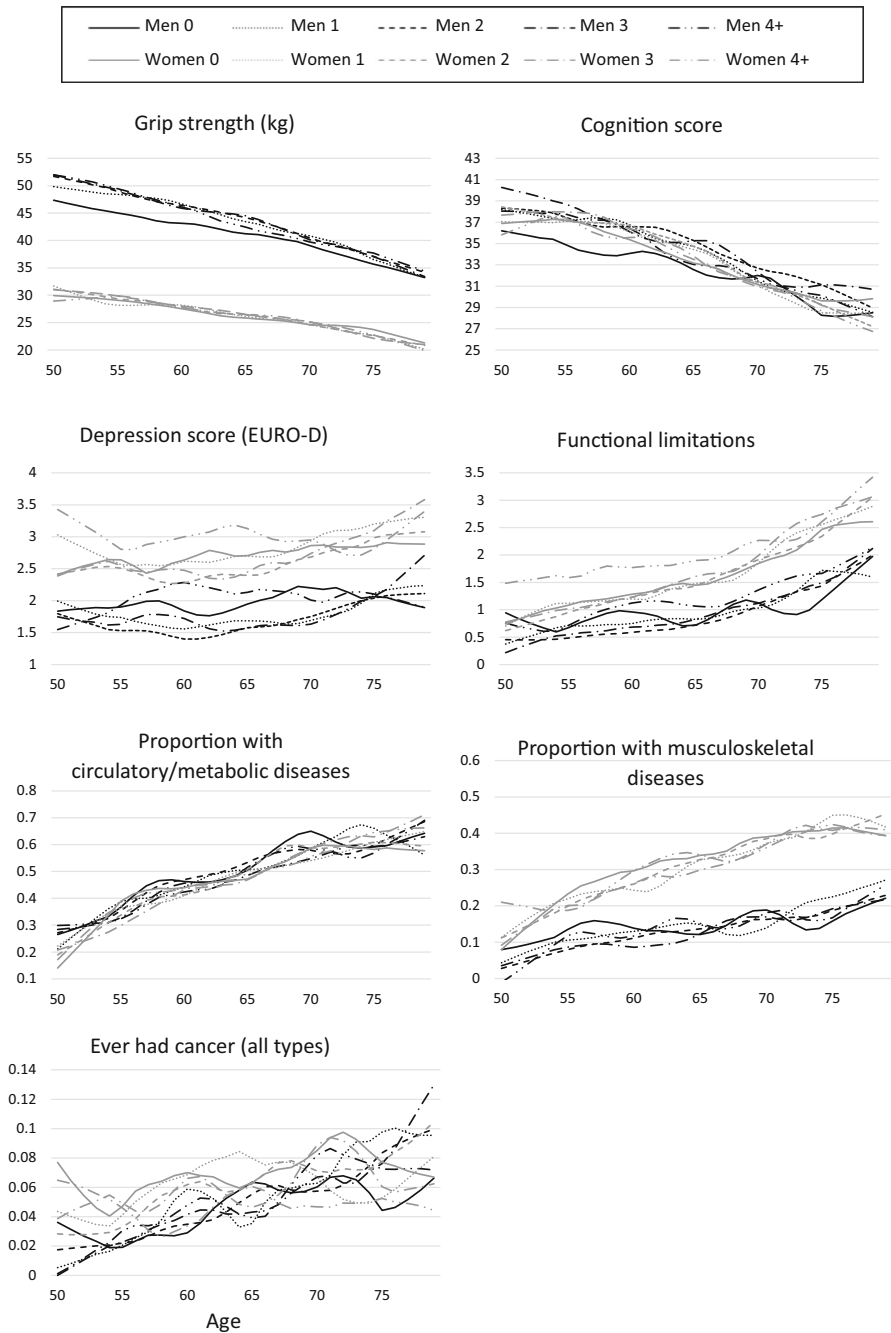 Men 0 Men 1 Men 2 Men 3 Men 4+
Women 0 Women 1 Women 2 Women 3 Women 4+
Grip strength (kg)
55
50
45
40
35
30
25
20
50 55 60 65 70 75
Cognition score
43
41
39
37
35
33
31
29
27
25
50 55 60 65 70 75
Depression score (EURO-D)
4
3.5
3
2.5
2
1.5
1
50 55 60 65 70 75
Functional limitations
3.5
3
2.5
2
1.5
1
0.5
0
50 55 60 65 70 75
Proportion with
circulatory/metabolic diseases
0.8
0.7
0.6
0.5
0.4
0.3
0.2
0.1
50 55 60 65 70 75
Proportion with musculoskeletal
diseases
0.6
0.5
0.4
0.3
0.2
0.1
0
50 55 60 65 70 75
Ever had cancer (all types)
0.14
0.12
0.1
0.08
0.06
0.04
0.02
0
50 55 60 65 70 75
Age